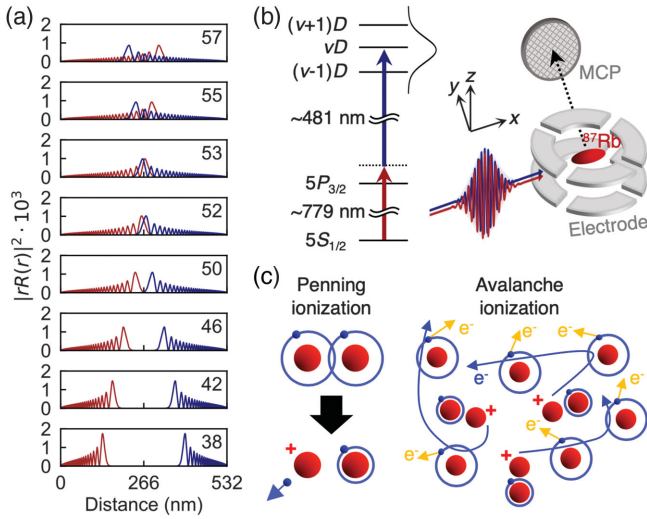 (a)
|rR(r)|² · 10³
2
1
0
57
2
1
0
55
2
1
0
53
2
1
0
52
2
1
0
50
2
1
0
46
2
1
0
42
2
1
0
38
0 266 532
Distance (nm)
(b)
(ν+1)D
νD
(ν-1)D
~481 nm
5P3/2
~779 nm
5S1/2
z
y
x
MCP
⁸⁷Rb
Electrode
(c)
Penning
ionization
+
Avalanche
ionization
e⁻
e⁻
e⁻
e⁻
e⁻
+
+
e⁻
e⁻
+